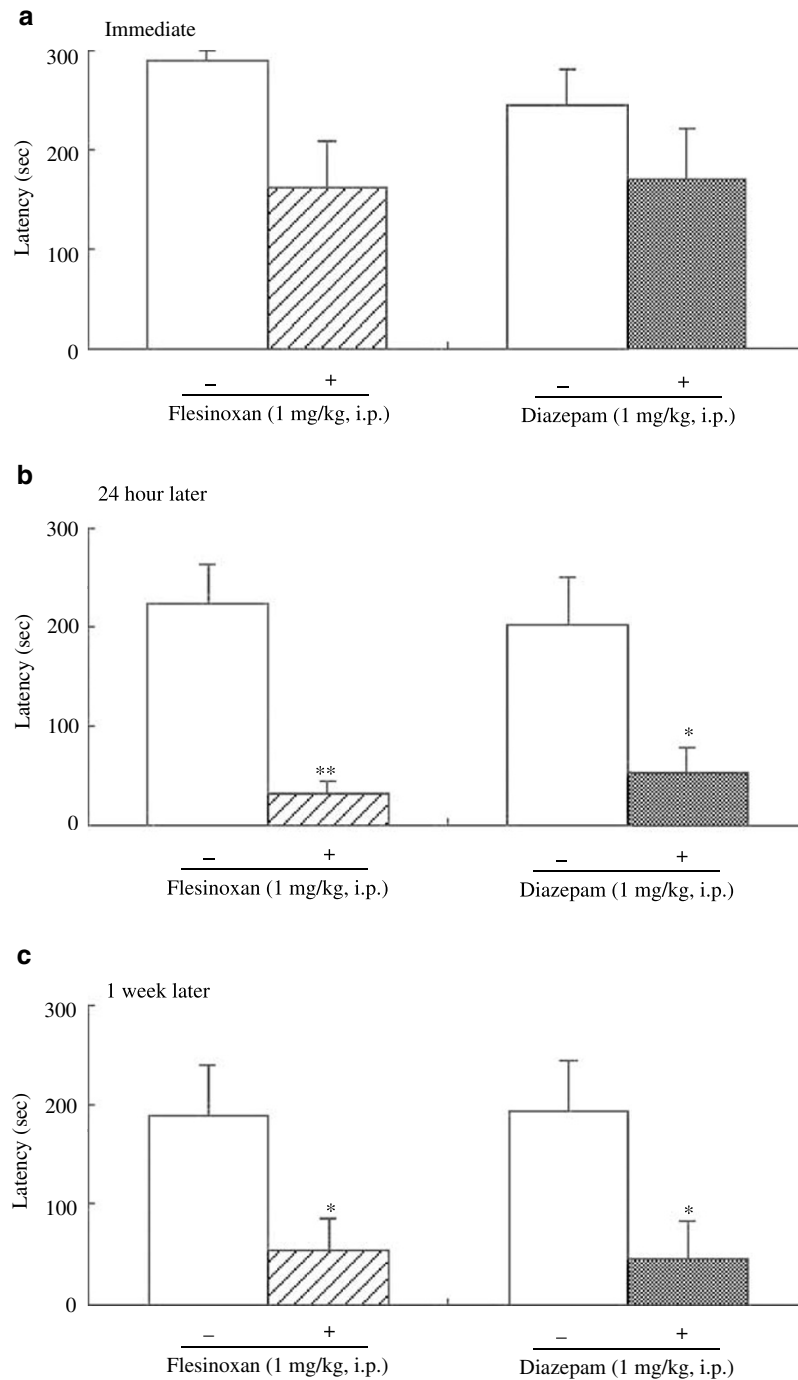 a
Immediate
300
200
100
0
Latency (sec)
– +
– +
Flesinoxan (1 mg/kg, i.p.)
Diazepam (1 mg/kg, i.p.)
b
24 hour later
300
200
100
0
Latency (sec)
**
*
– +
– +
Flesinoxan (1 mg/kg, i.p.)
Diazepam (1 mg/kg, i.p.)
c
1 week later
300
200
100
0
Latency (sec)
*
*
– +
– +
Flesinoxan (1 mg/kg, i.p.)
Diazepam (1 mg/kg, i.p.)